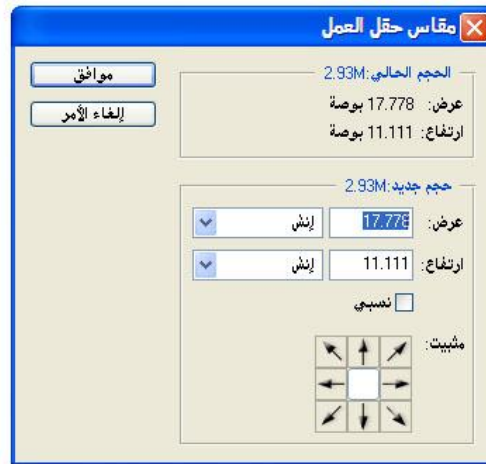 مقاس حقل العمل
الحجم الحالي:2.93M
عرض: 17.778 بوصة
ارتفاع: 11.111 بوصة
موافق
إلغاء الأمر
حجم جديد:2.93M
عرض: 17.778 إنش
ارتفاع: 11.111 إنش
نسبي
مثبيت: